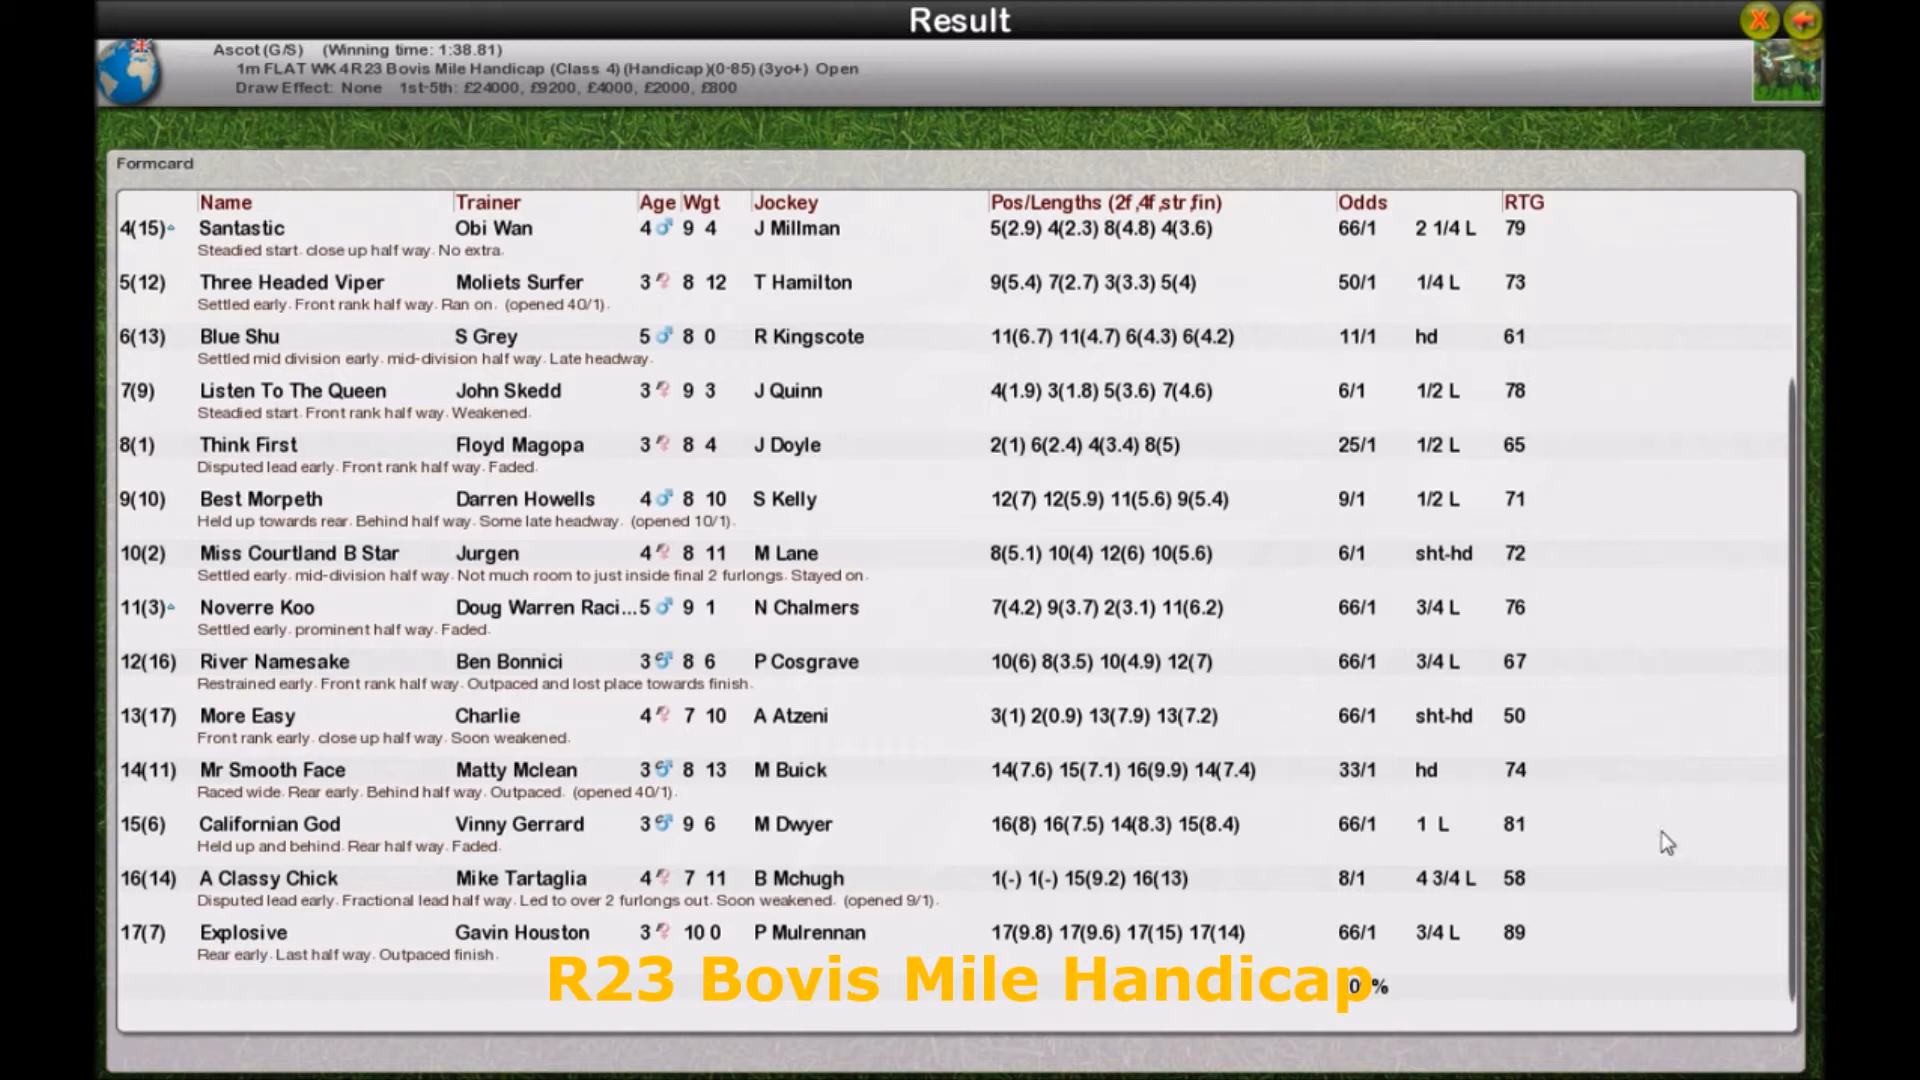 Result
Ascot (G/S) (Winning time: 1:38.81)
1m FLAT WK 4 R23 Bovis Mile Handicap (Class 4) (Handicap)(0-85) (3yo+) Open
Draw Effect: None 1st-5th: £24000, £9200, £4000, £2000, £800
Formcard
Name Trainer Age Wgt Jockey Pos/Lengths (2f,4f,str,fin) Odds RTG
4(15) Santastic Obi Wan 4 9 4 J Millman 5(2.9) 4(2.3) 8(4.8) 4(3.6) 66/1 2 1/4 L 79
Steadied start. close up half way. No extra.
5(12) Three Headed Viper Moliets Surfer 3 8 12 T Hamilton 9(5.4) 7(2.7) 3(3.3) 5(4) 50/1 1/4 L 73
Settled early. Front rank half way. Ran on. (opened 40/1).
6(13) Blue Shu S Grey 5 8 0 R Kingscote 11(6.7) 11(4.7) 6(4.3) 6(4.2) 11/1 hd 61
Settled mid division early. mid-division half way. Late headway.
7(9) Listen To The Queen John Skedd 3 9 3 J Quinn 4(1.9) 3(1.8) 5(3.6) 7(4.6) 6/1 1/2 L 78
Steadied start. Front rank half way. Weakened.
8(1) Think First Floyd Magopa 3 8 4 J Doyle 2(1) 6(2.4) 4(3.4) 8(5) 25/1 1/2 L 65
Disputed lead early. Front rank half way. Faded.
9(10) Best Morpeth Darren Howells 4 8 10 S Kelly 12(7) 12(5.9) 11(5.6) 9(5.4) 9/1 1/2 L 71
Held up towards rear. Behind half way. Some late headway. (opened 10/1).
10(2) Miss Courtland B Star Jurgen 4 8 11 M Lane 8(5.1) 10(4) 12(6) 10(5.6) 6/1 sht-hd 72
Settled early. mid-division half way. Not much room to just inside final 2 furlongs. Stayed on.
11(3) Noverre Koo Doug Warren Raci... 5 9 1 N Chalmers 7(4.2) 9(3.7) 2(3.1) 11(6.2) 66/1 3/4 L 76
Settled early. prominent half way. Faded.
12(16) River Namesake Ben Bonnici 3 8 6 P Cosgrave 10(6) 8(3.5) 10(4.9) 12(7) 66/1 3/4 L 67
Restrained early. Front rank half way. Outpaced and lost place towards finish.
13(17) More Easy Charlie 4 7 10 A Atzeni 3(1) 2(0.9) 13(7.9) 13(7.2) 66/1 sht-hd 50
Front rank early. close up half way. Soon weakened.
14(11) Mr Smooth Face Matty Mclean 3 8 13 M Buick 14(7.6) 15(7.1) 16(9.9) 14(7.4) 33/1 hd 74
Raced wide. Rear early. Behind half way. Outpaced. (opened 40/1).
15(6) Californian God Vinny Gerrard 3 9 6 M Dwyer 16(8) 16(7.5) 14(8.3) 15(8.4) 66/1 1 L 81
Held up and behind. Rear half way. Faded.
16(14) A Classy Chick Mike Tartaglia 4 7 11 B Mchugh 1(-) 1(-) 15(9.2) 16(13) 8/1 4 3/4 L 58
Disputed lead early. Fractional lead half way. Led to over 2 furlongs out. Soon weakened. (opened 9/1).
17(7) Explosive Gavin Houston 3 10 0 P Mulrennan 17(9.8) 17(9.6) 17(15) 17(14) 66/1 3/4 L 89
Rear early. Last half way. Outpaced finish.
R23 Bovis Mile Handicap